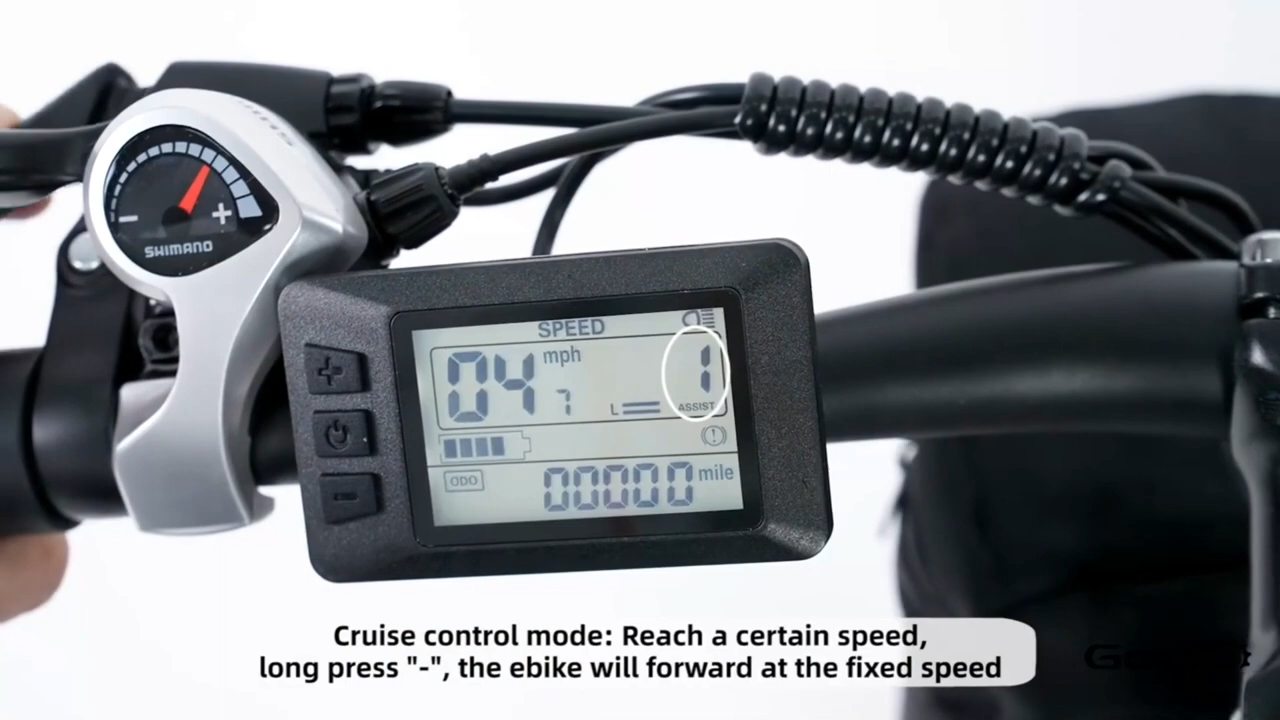 SHIMANO
SPEED
04 mph
7
L
1
ASSIST
ODO
00000 mile
Cruise control mode: Reach a certain speed,
long press "-", the ebike will forward at the fixed speed